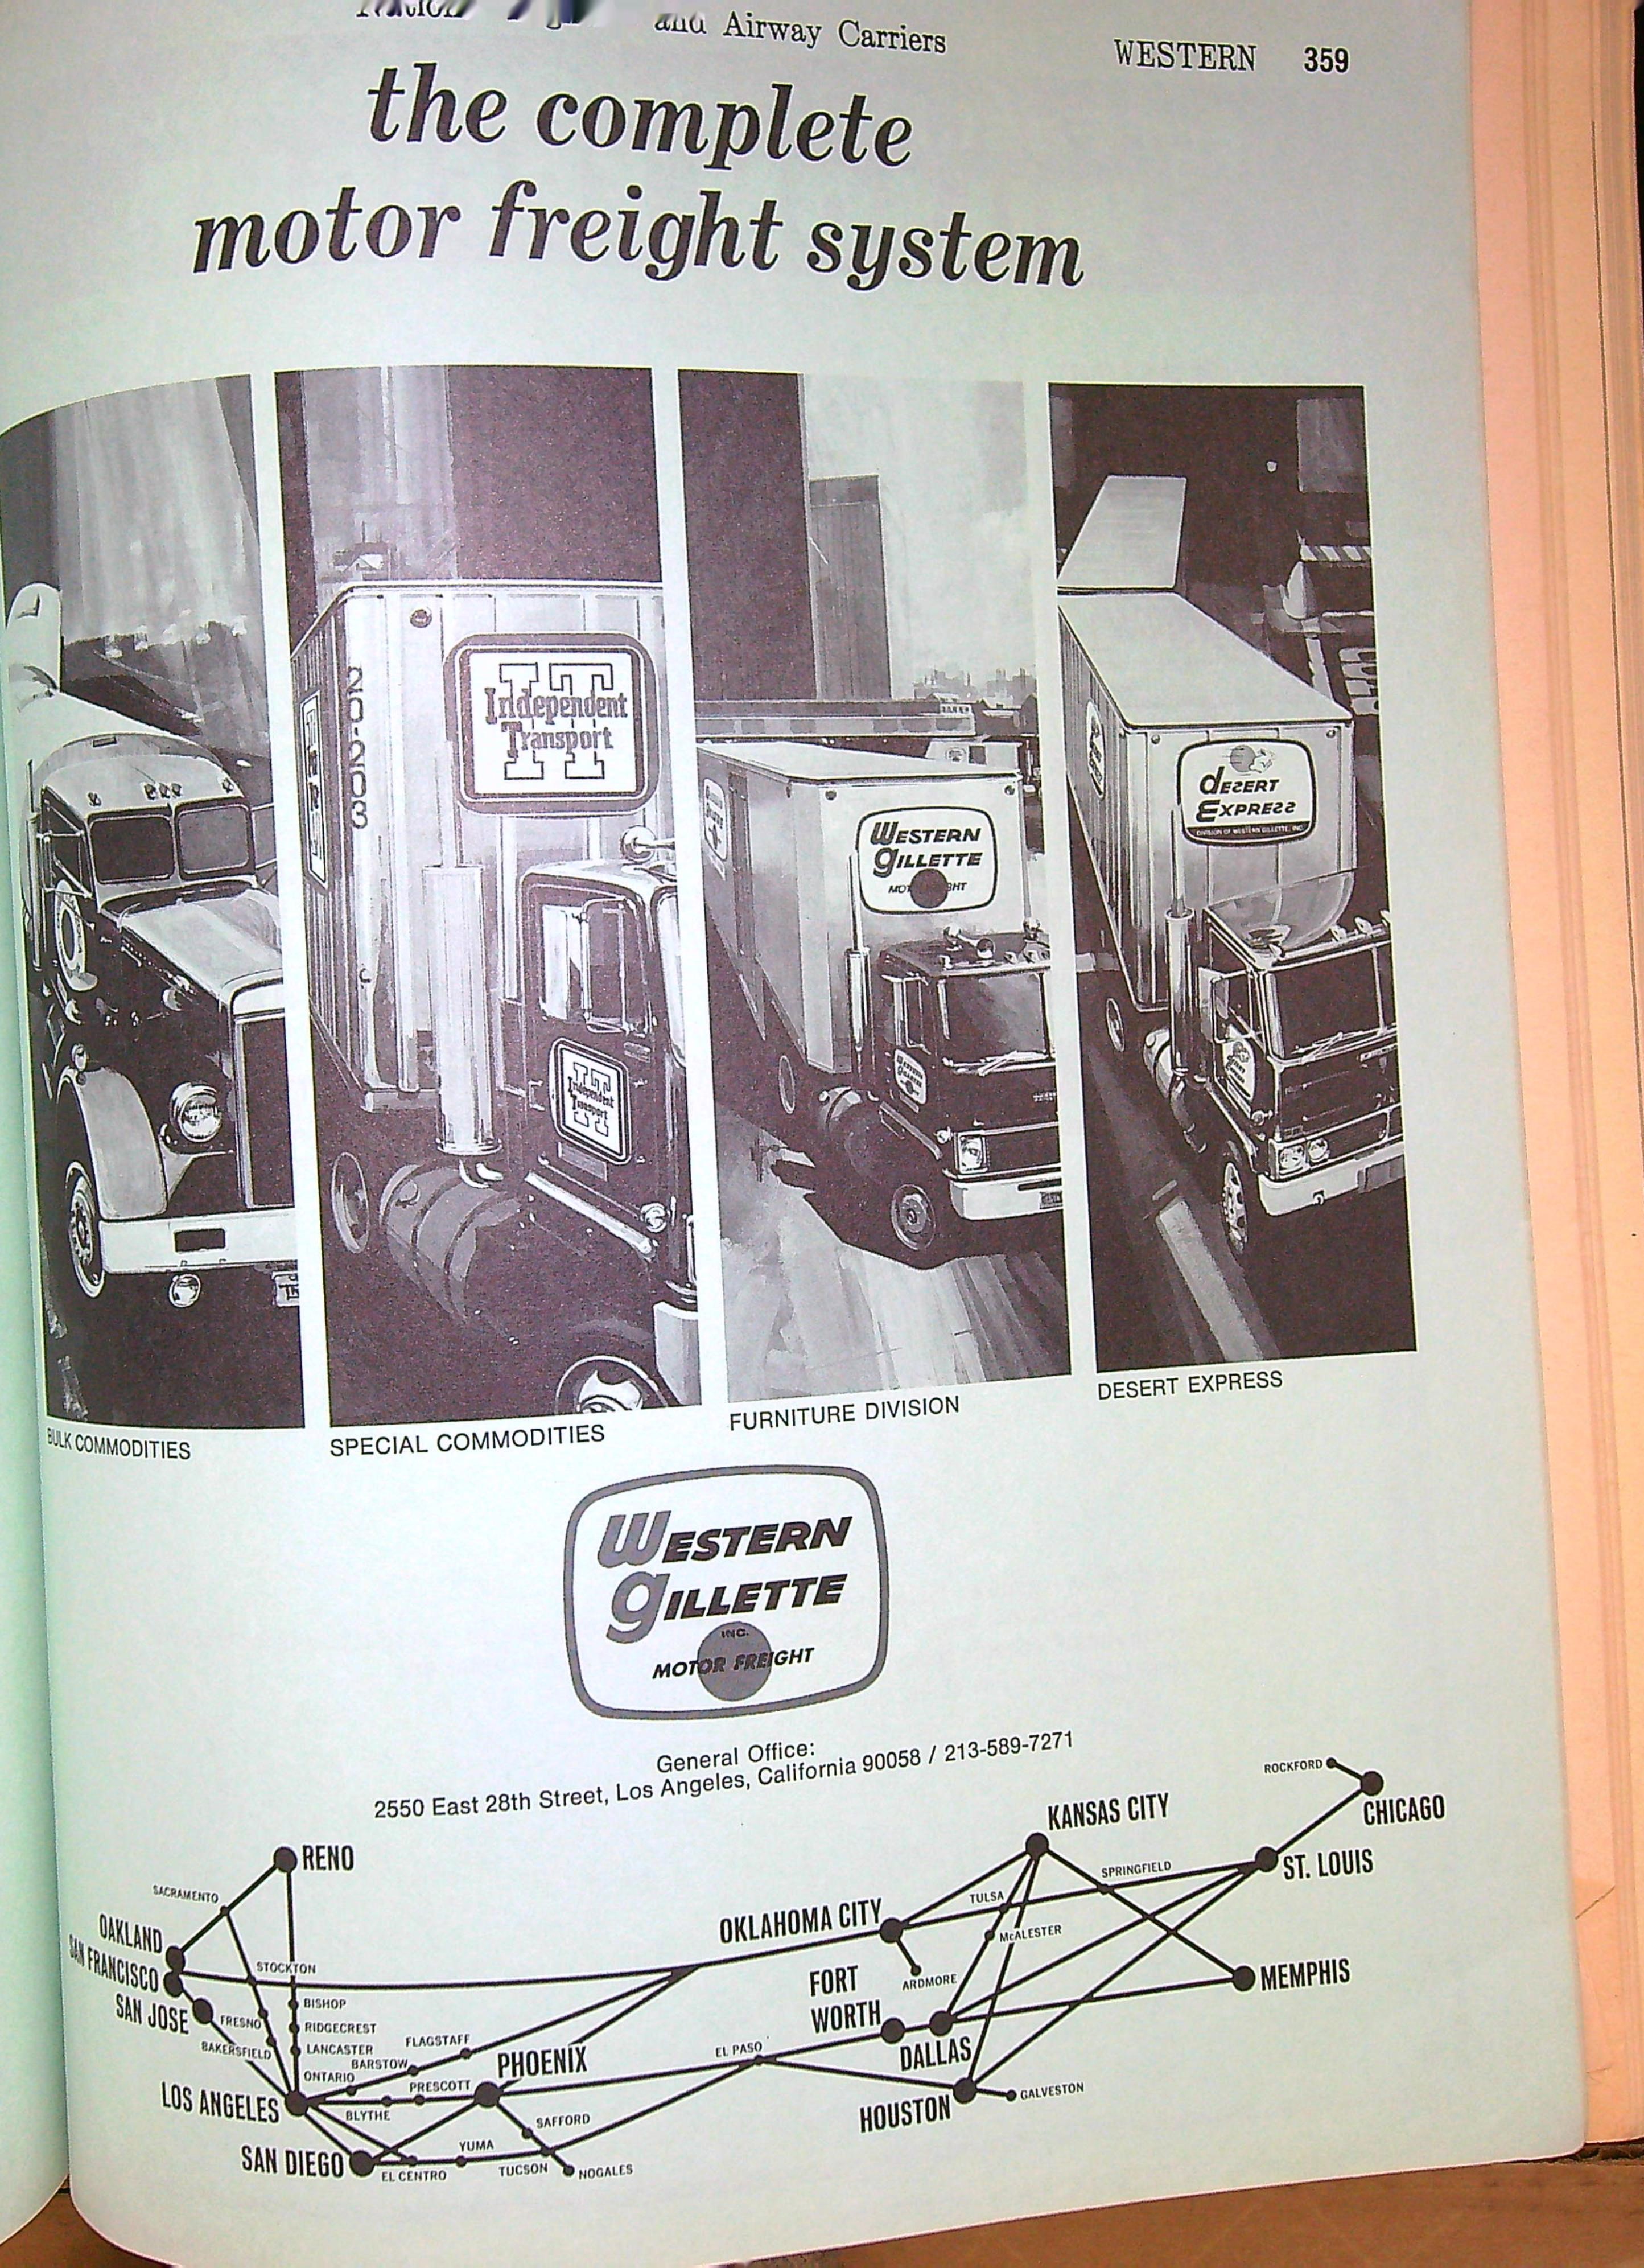 and Airway Carriers
WESTERN 359
the complete
motor freight system
20-203
IT
Independent
Transport
IT
Independent
Transport
WESTERN
GILLETTE
DESERT
EXPRESS
DIVISION OF WESTERN GILLETTE, INC.
BULK COMMODITIES
SPECIAL COMMODITIES
FURNITURE DIVISION
DESERT EXPRESS
WESTERN
GILLETTE
INC.
MOTOR FREIGHT
General Office:
2550 East 28th Street, Los Angeles, California 90058 / 213-589-7271
ROCKFORD
CHICAGO
KANSAS CITY
ST. LOUIS
SPRINGFIELD
RENO
SACRAMENTO
TULSA
OKLAHOMA CITY
McALESTER
OAKLAND
SAN FRANCISCO
STOCKTON
ARDMORE
MEMPHIS
SAN JOSE
BISHOP
FORT
WORTH
FRESNO
RIDGECREST
BAKERSFIELD
LANCASTER
FLAGSTAFF
BARSTOW
PHOENIX
EL PASO
DALLAS
ONTARIO
PRESCOTT
LOS ANGELES
BLYTHE
GALVESTON
HOUSTON
SAFFORD
SAN DIEGO
YUMA
EL CENTRO
TUCSON
NOGALES